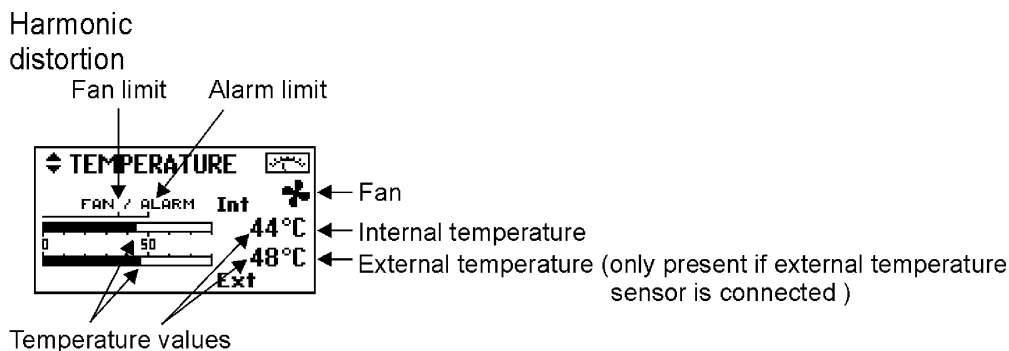 Harmonic
distortion
Fan limit Alarm limit
TEMPERATURE
Fan
FAN / ALARM Int
44°C Internal temperature
0 50
48°C External temperature (only present if external temperature
sensor is connected )
Ext
Temperature values